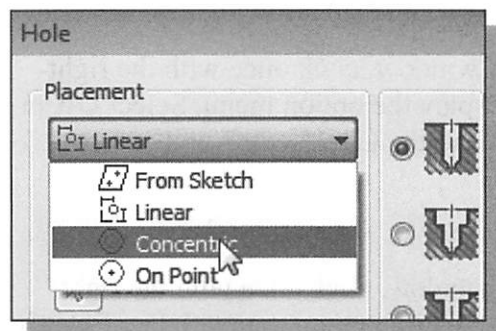 Hole
Placement
Linear
From Sketch
Linear
Concentric
On Point